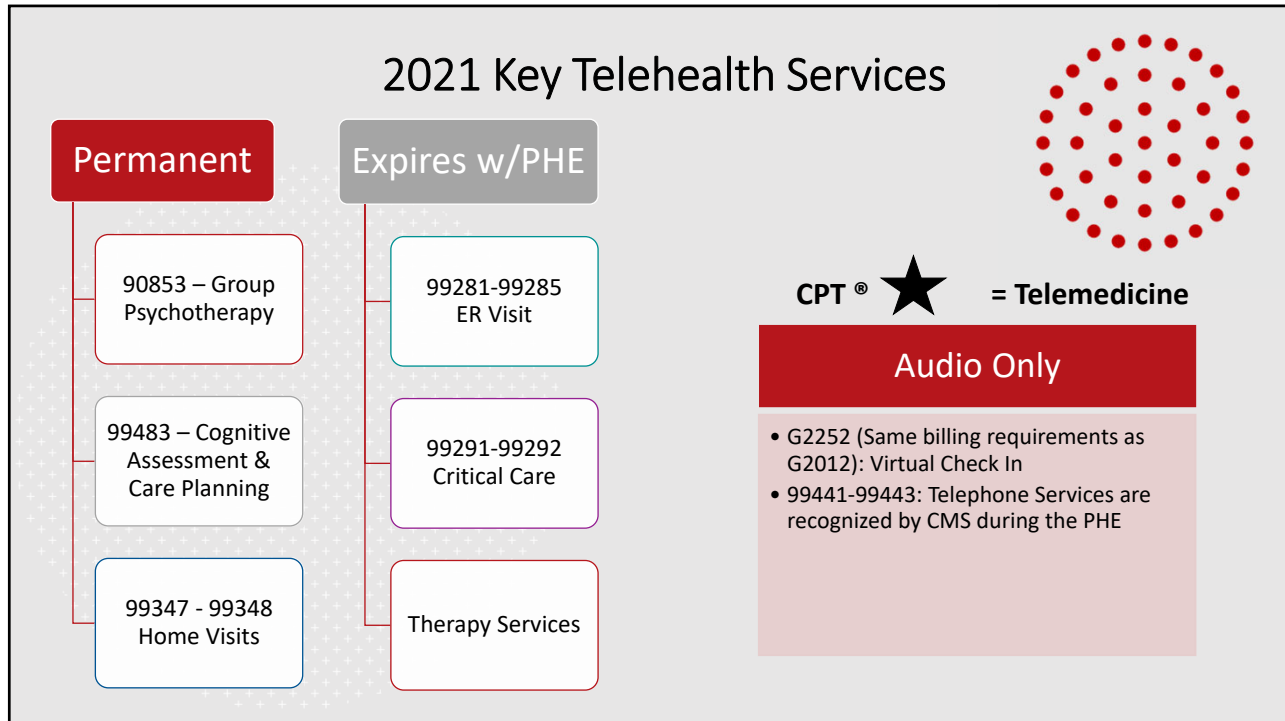 2021 Key Telehealth Services
Permanent
90853 – Group
Psychotherapy
99483 – Cognitive
Assessment &
Care Planning
99347 - 99348
Home Visits
Expires w/PHE
99281-99285
ER Visit
99291-99292
Critical Care
Therapy Services
CPT ® = Telemedicine
Audio Only
• G2252 (Same billing requirements as
G2012): Virtual Check In
• 99441-99443: Telephone Services are
recognized by CMS during the PHE